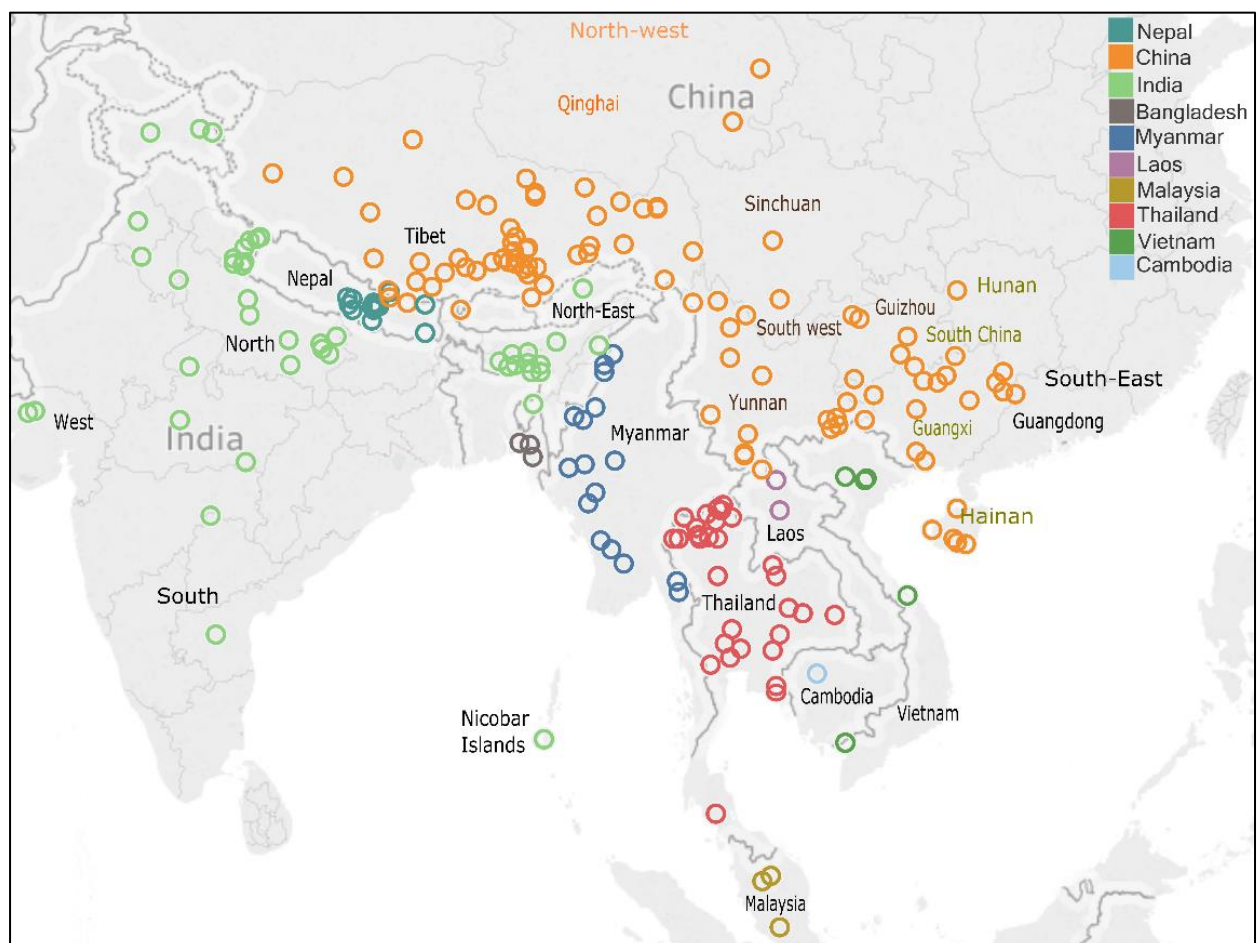 North-west
Nepal
China
India
Bangladesh
Myanmar
Laos
Malaysia
Thailand
Vietnam
Cambodia
China
Qinghai
Sinchuan
Tibet
Nepal
Hunan
North-East
Guizhou
South west
South China
North
South-East
Yunnan
Guangdong
West
India
Myanmar
Guangxi
Hainan
Laos
South
Thailand
Cambodia
Vietnam
Nicobar
Islands
Malaysia